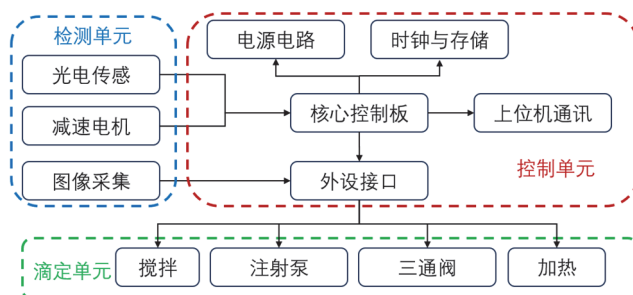 检测单元
电源电路
时钟与存储
光电传感
减速电机
核心控制板
上位机通讯
图像采集
外设接口
控制单元
滴定单元
搅拌
注射泵
三通阀
加热